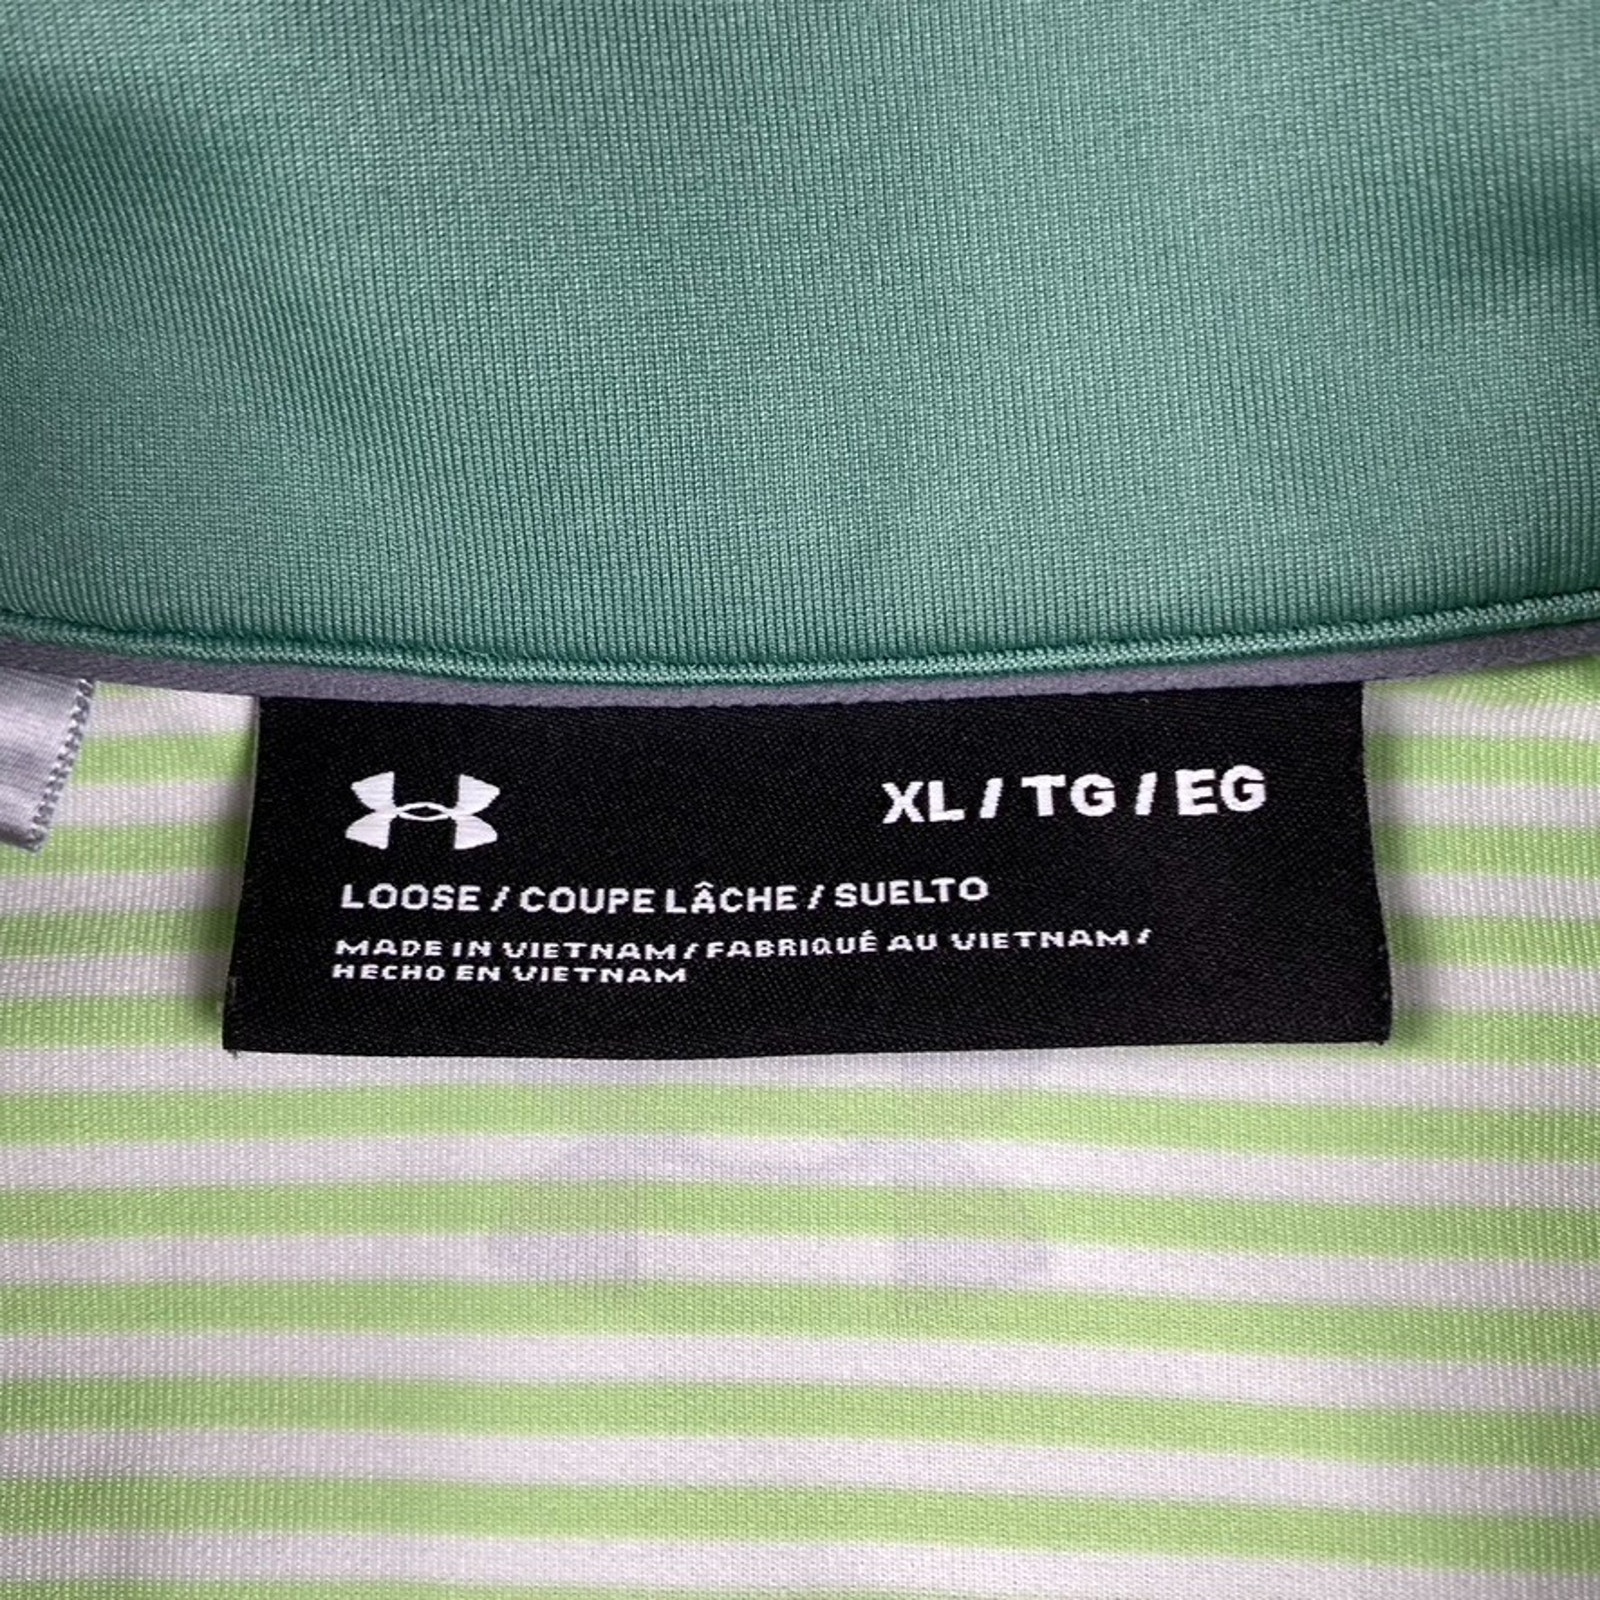 XL / TG / EG
LOOSE / COUPE LÂCHE / SUELTO
MADE IN VIETNAM / FABRIQUÉ AU VIETNAM /
HECHO EN VIETNAM